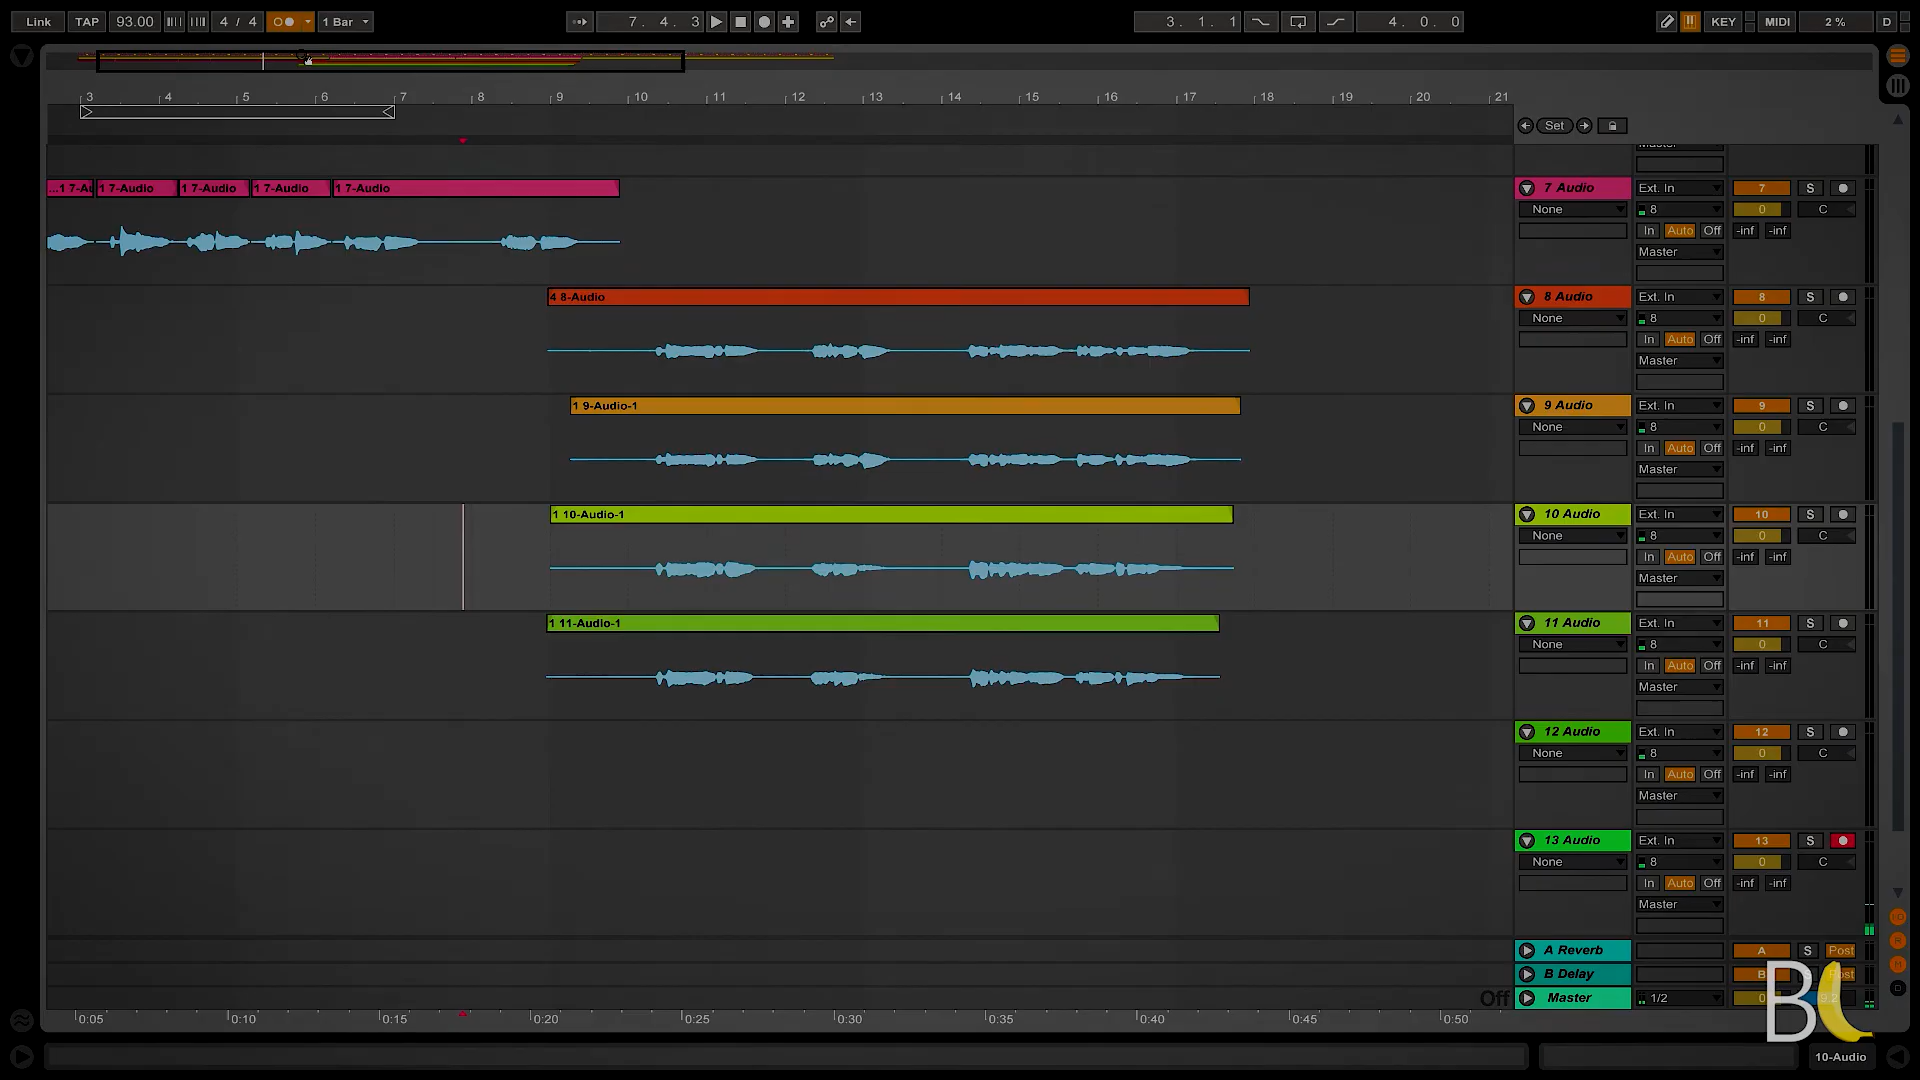 Link TAP 93.00 4 / 4 1 Bar 7. 4. 3 3. 1. 1 4. 0. 0 KEY MIDI 2 % D
3 4 5 6 7 8 9 10 11 12 13 14 15 16 17 18 19 20 21
Set
Master
...1 7-Au 1 7-Audio 1 7-Audio 1 7-Audio 1 7-Audio 7 Audio Ext. In 7 S
None 8 0 C
In Auto Off -inf -inf
Master
4 8-Audio 8 Audio Ext. In 8 S
None 8 0 C
In Auto Off -inf -inf
Master
1 9-Audio-1 9 Audio Ext. In 9 S
None 8 0 C
In Auto Off -inf -inf
Master
1 10-Audio-1 10 Audio Ext. In 10 S
None 8 0 C
In Auto Off -inf -inf
Master
1 11-Audio-1 11 Audio Ext. In 11 S
None 8 0 C
In Auto Off -inf -inf
Master
12 Audio Ext. In 12 S
None 8 0 C
In Auto Off -inf -inf
Master
13 Audio Ext. In 13 S
None 8 0 C
In Auto Off -inf -inf
Master
A Reverb A S Post
B Delay B
Off Master 1/2 0
0:05 0:10 0:15 0:20 0:25 0:30 0:35 0:40 0:45 0:50
10-Audio